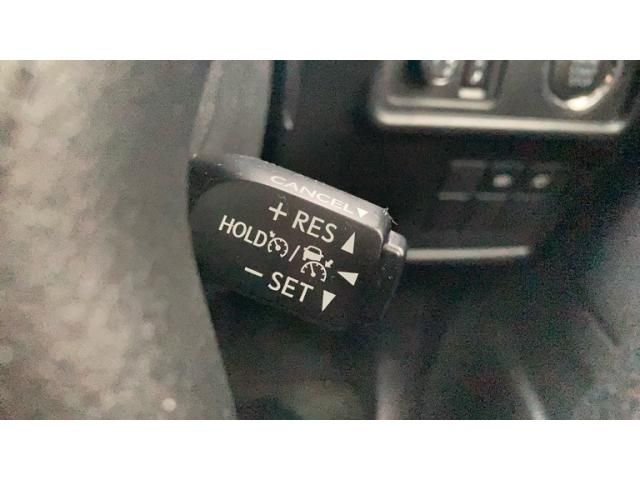 CANCEL▼
+ RES ▲
HOLD / ◀
− SET ▼